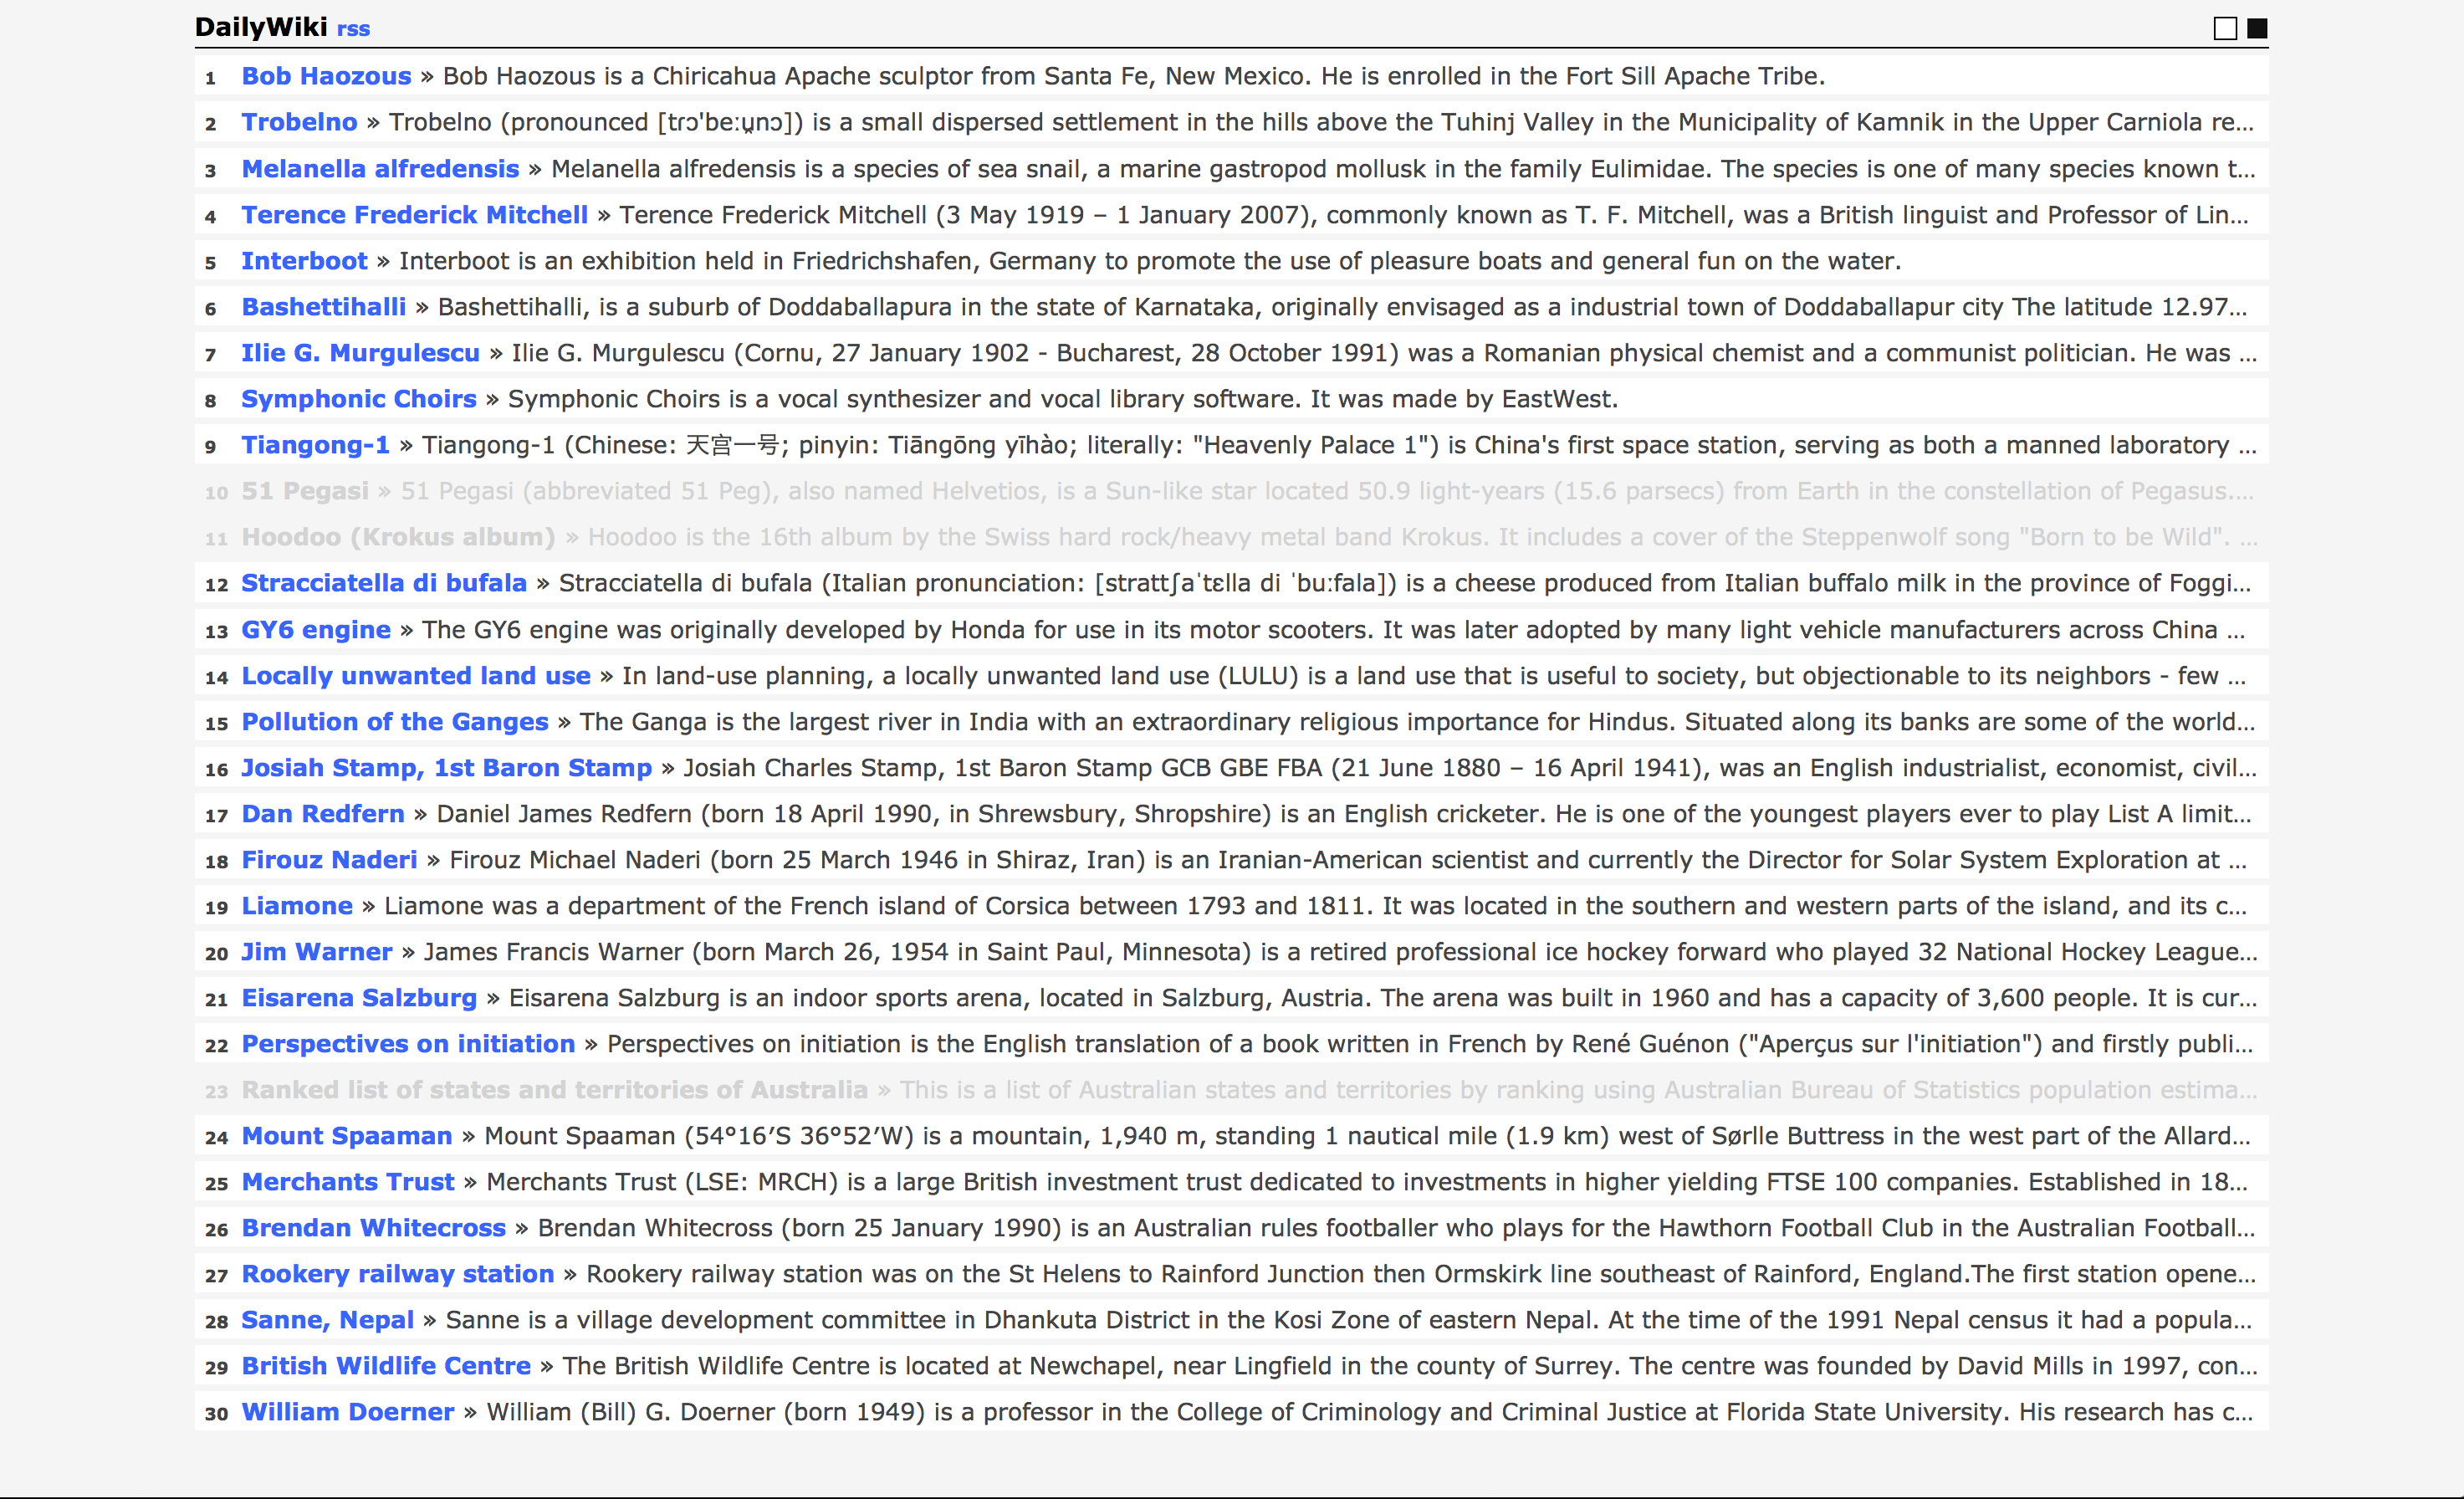 DailyWiki rss
1 Bob Haozous » Bob Haozous is a Chiricahua Apache sculptor from Santa Fe, New Mexico. He is enrolled in the Fort Sill Apache Tribe.
2 Trobelno » Trobelno (pronounced [tɾɔˈbeːu̯nɔ]) is a small dispersed settlement in the hills above the Tuhinj Valley in the Municipality of Kamnik in the Upper Carniola re...
3 Melanella alfredensis » Melanella alfredensis is a species of sea snail, a marine gastropod mollusk in the family Eulimidae. The species is one of many species known t...
4 Terence Frederick Mitchell » Terence Frederick Mitchell (3 May 1919 – 1 January 2007), commonly known as T. F. Mitchell, was a British linguist and Professor of Lin...
5 Interboot » Interboot is an exhibition held in Friedrichshafen, Germany to promote the use of pleasure boats and general fun on the water.
6 Bashettihalli » Bashettihalli, is a suburb of Doddaballapura in the state of Karnataka, originally envisaged as a industrial town of Doddaballapur city The latitude 12.97...
7 Ilie G. Murgulescu » Ilie G. Murgulescu (Cornu, 27 January 1902 - Bucharest, 28 October 1991) was a Romanian physical chemist and a communist politician. He was ...
8 Symphonic Choirs » Symphonic Choirs is a vocal synthesizer and vocal library software. It was made by EastWest.
9 Tiangong-1 » Tiangong-1 (Chinese: 天宫一号; pinyin: Tiāngōng yīhào; literally: "Heavenly Palace 1") is China's first space station, serving as both a manned laboratory ...
10 51 Pegasi » 51 Pegasi (abbreviated 51 Peg), also named Helvetios, is a Sun-like star located 50.9 light-years (15.6 parsecs) from Earth in the constellation of Pegasus....
11 Hoodoo (Krokus album) » Hoodoo is the 16th album by the Swiss hard rock/heavy metal band Krokus. It includes a cover of the Steppenwolf song "Born to be Wild". ...
12 Stracciatella di bufala » Stracciatella di bufala (Italian pronunciation: [strattʃaˈtɛlla di ˈbuːfala]) is a cheese produced from Italian buffalo milk in the province of Foggi...
13 GY6 engine » The GY6 engine was originally developed by Honda for use in its motor scooters. It was later adopted by many light vehicle manufacturers across China ...
14 Locally unwanted land use » In land-use planning, a locally unwanted land use (LULU) is a land use that is useful to society, but objectionable to its neighbors - few ...
15 Pollution of the Ganges » The Ganga is the largest river in India with an extraordinary religious importance for Hindus. Situated along its banks are some of the world...
16 Josiah Stamp, 1st Baron Stamp » Josiah Charles Stamp, 1st Baron Stamp GCB GBE FBA (21 June 1880 – 16 April 1941), was an English industrialist, economist, civil...
17 Dan Redfern » Daniel James Redfern (born 18 April 1990, in Shrewsbury, Shropshire) is an English cricketer. He is one of the youngest players ever to play List A limit...
18 Firouz Naderi » Firouz Michael Naderi (born 25 March 1946 in Shiraz, Iran) is an Iranian-American scientist and currently the Director for Solar System Exploration at ...
19 Liamone » Liamone was a department of the French island of Corsica between 1793 and 1811. It was located in the southern and western parts of the island, and its c...
20 Jim Warner » James Francis Warner (born March 26, 1954 in Saint Paul, Minnesota) is a retired professional ice hockey forward who played 32 National Hockey League...
21 Eisarena Salzburg » Eisarena Salzburg is an indoor sports arena, located in Salzburg, Austria. The arena was built in 1960 and has a capacity of 3,600 people. It is cur...
22 Perspectives on initiation » Perspectives on initiation is the English translation of a book written in French by René Guénon ("Aperçus sur l'initiation") and firstly publi...
23 Ranked list of states and territories of Australia » This is a list of Australian states and territories by ranking using Australian Bureau of Statistics population estima...
24 Mount Spaaman » Mount Spaaman (54°16′S 36°52′W) is a mountain, 1,940 m, standing 1 nautical mile (1.9 km) west of Sørlle Buttress in the west part of the Allard...
25 Merchants Trust » Merchants Trust (LSE: MRCH) is a large British investment trust dedicated to investments in higher yielding FTSE 100 companies. Established in 18...
26 Brendan Whitecross » Brendan Whitecross (born 25 January 1990) is an Australian rules footballer who plays for the Hawthorn Football Club in the Australian Football...
27 Rookery railway station » Rookery railway station was on the St Helens to Rainford Junction then Ormskirk line southeast of Rainford, England.The first station opene...
28 Sanne, Nepal » Sanne is a village development committee in Dhankuta District in the Kosi Zone of eastern Nepal. At the time of the 1991 Nepal census it had a popula...
29 British Wildlife Centre » The British Wildlife Centre is located at Newchapel, near Lingfield in the county of Surrey. The centre was founded by David Mills in 1997, con...
30 William Doerner » William (Bill) G. Doerner (born 1949) is a professor in the College of Criminology and Criminal Justice at Florida State University. His research has c...